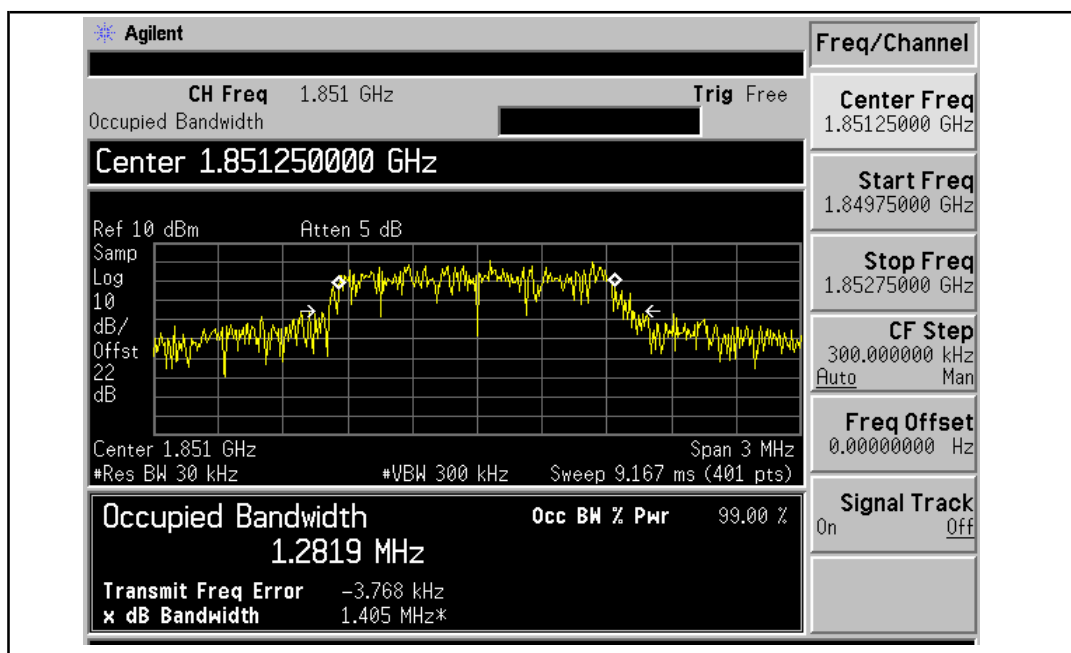 Agilent
Freq/Channel
CH Freq 1.851 GHz Trig Free
Occupied Bandwidth
Center 1.851250000 GHz
Ref 10 dBm Atten 5 dB
Samp
Log
10
dB/
Offst
22
dB
Center 1.851 GHz Span 3 MHz
#Res BW 30 kHz #VBW 300 kHz Sweep 9.167 ms (401 pts)
Occupied Bandwidth Occ BW % Pwr 99.00 %
1.2819 MHz
Transmit Freq Error -3.768 kHz
x dB Bandwidth 1.405 MHz*
Center Freq
1.85125000 GHz
Start Freq
1.84975000 GHz
Stop Freq
1.85275000 GHz
CF Step
300.000000 kHz
Auto Man
Freq Offset
0.00000000 Hz
Signal Track
On Off